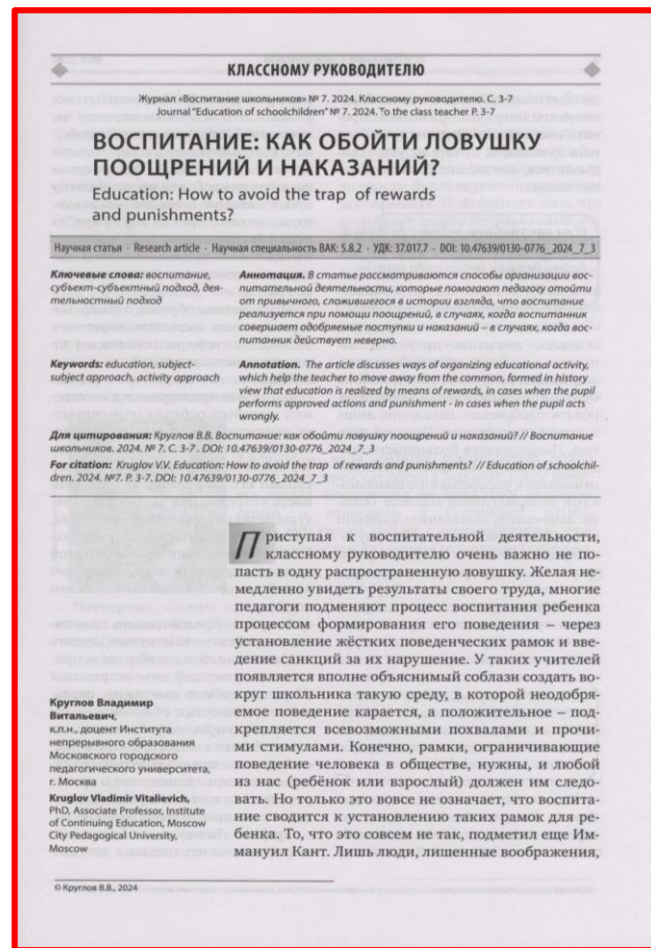 КЛАССНОМУ РУКОВОДИТЕЛЮ
Журнал «Воспитание школьников» № 7. 2024. Классному руководителю. С. 3-7
Journal "Education of schoolchildren" № 7. 2024. To the class teacher P. 3-7
ВОСПИТАНИЕ: КАК ОБОЙТИ ЛОВУШКУ
ПООЩРЕНИЙ И НАКАЗАНИЙ?
Education: How to avoid the trap of rewards
and punishments?
Научная статья · Research article · Научная специальность ВАК: 5.8.2 · УДК: 37.017.7 · DOI: 10.47639/0130-0776_2024_7_3
Ключевые слова: воспитание,
субъект-субъектный подход, дея-
тельностный подход
Аннотация. В статье рассматриваются способы организации вос-
питательной деятельности, которые помогают педагогу отойти
от привычного, сложившегося в истории взгляда, что воспитание
реализуется при помощи поощрений, в случаях, когда воспитанник
совершает одобряемые поступки и наказаний – в случаях, когда вос-
питанник действует неверно.
Keywords: education, subject-
subject approach, activity approach
Annotation. The article discusses ways of organizing educational activity,
which help the teacher to move away from the common, formed in history
view that education is realized by means of rewards, in cases when the pupil
performs approved actions and punishment - in cases when the pupil acts
wrongly.
Для цитирования: Круглов В.В. Воспитание: как обойти ловушку поощрений и наказаний? // Воспитание
школьников. 2024. № 7. С. 3-7 . DOI: 10.47639/0130-0776_2024_7_3
For citation: Kruglov V.V. Education: How to avoid the trap of rewards and punishments? // Education of schoolchil-
dren. 2024. №7. P. 3-7. DOI: 10.47639/0130-0776_2024_7_3
Приступая к воспитательной деятельности,
классному руководителю очень важно не по-
пасть в одну распространенную ловушку. Желая не-
медленно увидеть результаты своего труда, многие
педагоги подменяют процесс воспитания ребенка
процессом формирования его поведения – через
установление жёстких поведенческих рамок и вве-
дение санкций за их нарушение. У таких учителей
появляется вполне объяснимый соблазн создать во-
круг школьника такую среду, в которой неодобря-
емое поведение карается, а положительное – под-
крепляется всевозможными похвалами и прочи-
ми стимулами. Конечно, рамки, ограничивающие
поведение человека в обществе, нужны, и любой
из нас (ребёнок или взрослый) должен им следо-
вать. Но только это вовсе не означает, что воспита-
ние сводится к установлению таких рамок для ре-
бенка. То, что это совсем не так, подметил еще Им-
мануил Кант. Лишь люди, лишенные воображения,
Круглов Владимир
Витальевич,
к.п.н., доцент Института
непрерывного образования
Московского городского
педагогического университета,
г. Москва
Kruglov Vladimir Vitalievich,
PhD, Associate Professor, Institute
of Continuing Education, Moscow
City Pedagogical University,
Moscow
© Круглов В.В., 2024